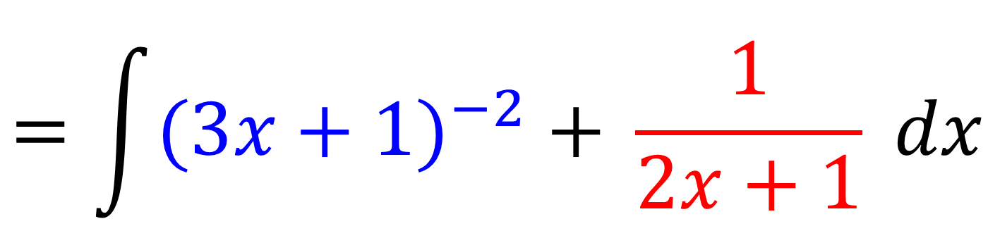 = ∫ (3x + 1)⁻² + 1/(2x + 1) dx